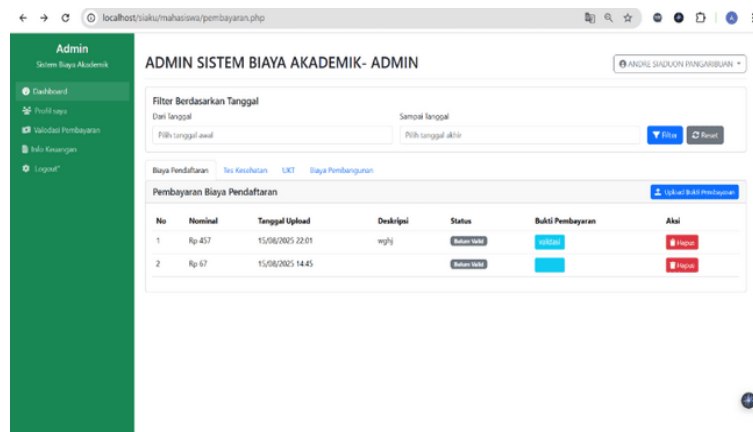 localhost/siaku/mahasiswa/pembayaran.php
Admin
Sistem Biaya Akademik
Dashboard
Profil saya
Validasi Pembayaran
Info Keuangan
Logout"
ADMIN SISTEM BIAYA AKADEMIK- ADMIN
ANDRE SIADUON PANGARIBUAN
Filter Berdasarkan Tanggal
Dari Tanggal Sampai Tanggal
Pilih tanggal awal Pilih tanggal akhir Filter Reset
Biaya Pendaftaran Tes Kesehatan UKT Biaya Pembangunan
Pembayaran Biaya Pendaftaran Upload Bukti Pembayaran
No Nominal Tanggal Upload Deskripsi Status Bukti Pembayaran Aksi
1 Rp 457 15/08/2025 22:01 wghj Belum Valid validasi Hapus
2 Rp 67 15/08/2025 14:45 Belum Valid Hapus